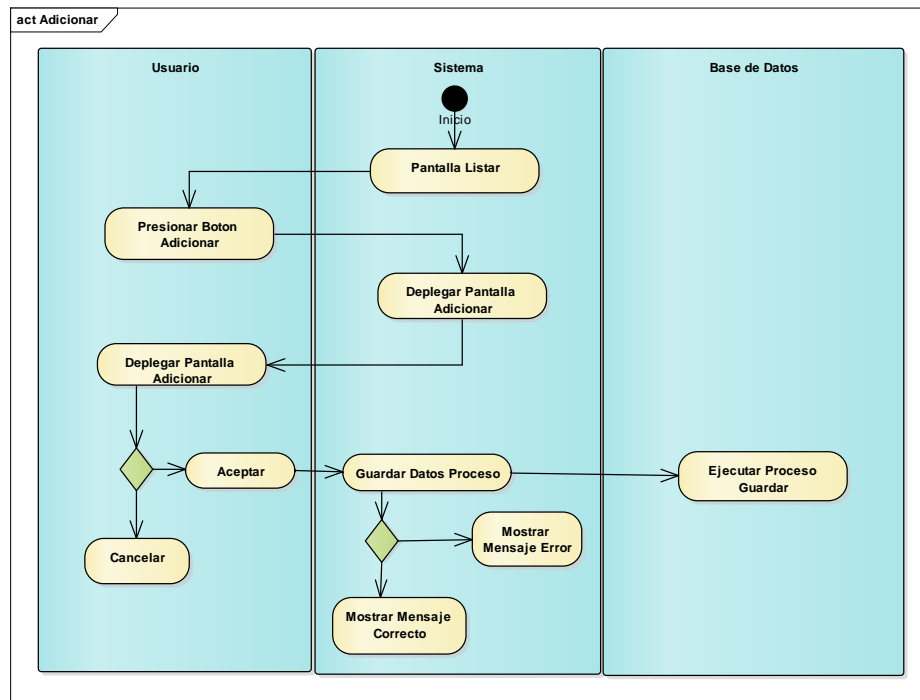 act Adicionar
Usuario
Sistema
Base de Datos
Inicio
Pantalla Listar
Presionar Boton
Adicionar
Deplegar Pantalla
Adicionar
Deplegar Pantalla
Adicionar
Aceptar
Guardar Datos Proceso
Ejecutar Proceso
Guardar
Mostrar
Mensaje Error
Cancelar
Mostrar Mensaje
Correcto